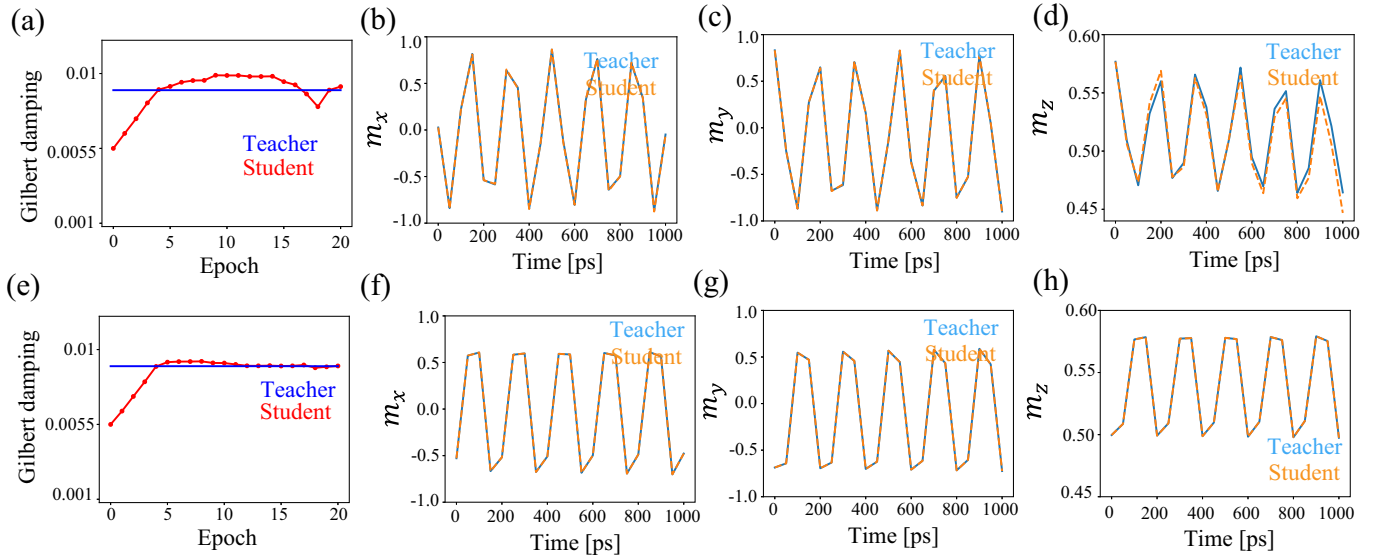 (a)
Gilbert damping
0.01
0.0055
0.001
Teacher
Student
0
5
10
15
20
Epoch
(b)
m_x
1.0
0.5
0.0
-0.5
-1.0
Teacher
Student
0
200
400
600
800
1000
Time [ps]
(c)
m_y
1.0
0.5
0.0
-0.5
-1.0
Teacher
Student
0
200
400
600
800
1000
Time [ps]
(d)
m_z
0.60
0.55
0.50
0.45
Teacher
Student
0
200
400
600
800
1000
Time [ps]
(e)
Gilbert damping
0.01
0.0055
0.001
Teacher
Student
0
5
10
15
20
Epoch
(f)
m_x
1.0
0.5
0.0
-0.5
-1.0
Teacher
Student
0
200
400
600
800
1000
Time [ps]
(g)
m_y
1.0
0.5
0.0
-0.5
-1.0
Teacher
Student
0
200
400
600
800
1000
Time [ps]
(h)
m_z
0.60
0.55
0.50
0.45
Teacher
Student
0
200
400
600
800
1000
Time [ps]